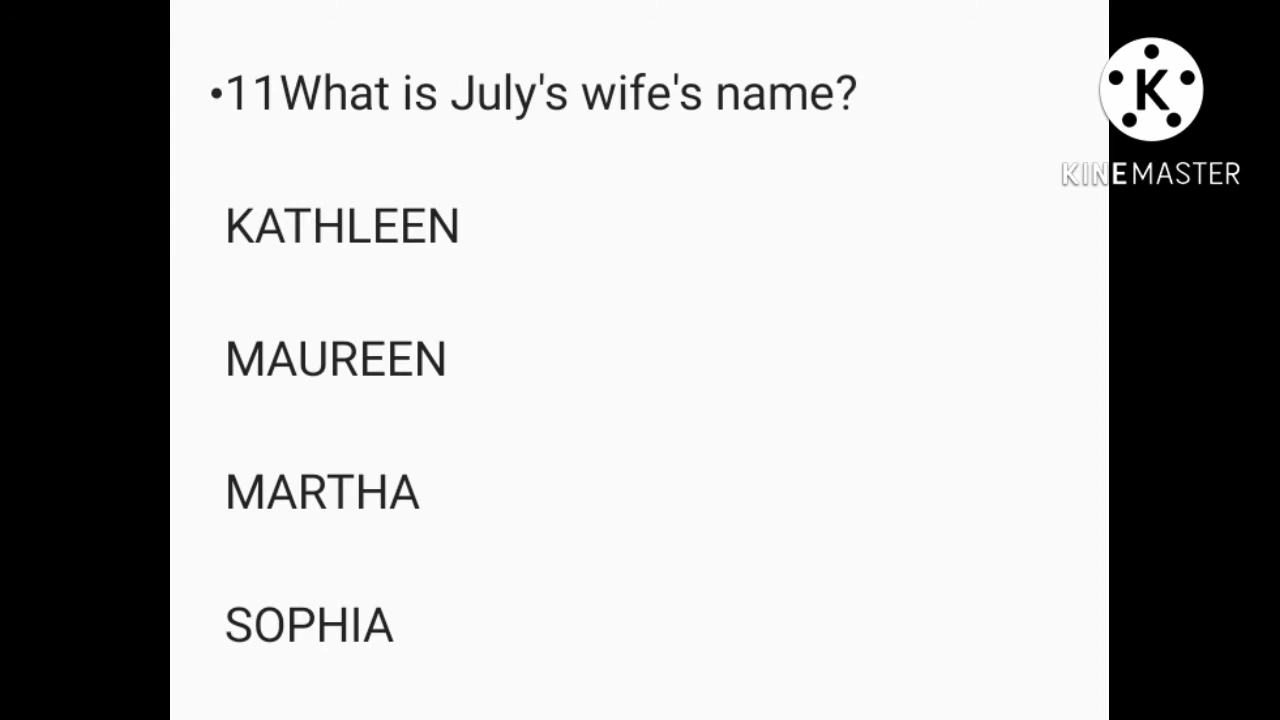 •11What is July's wife's name?
K
KINEMASTER
KATHLEEN
MAUREEN
MARTHA
SOPHIA